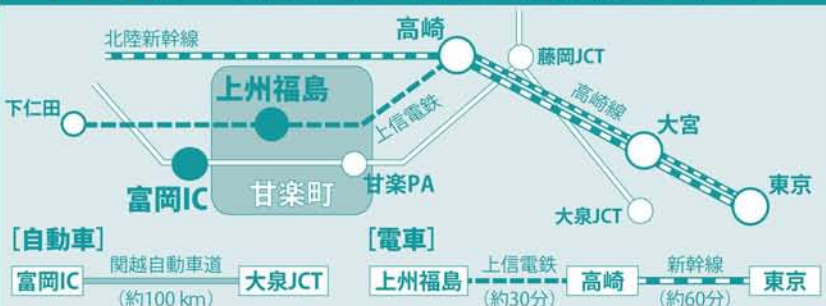 高崎
北陸新幹線
藤岡JCT
上州福島
下仁田
上信電鉄
高崎線
大宮
富岡IC
甘楽町
甘楽PA
東京
大泉JCT
[自動車]
富岡IC 関越自動車道 (約100 km) 大泉JCT
[電車]
上州福島 上信電鉄 (約30分) 高崎 新幹線 (約60分) 東京